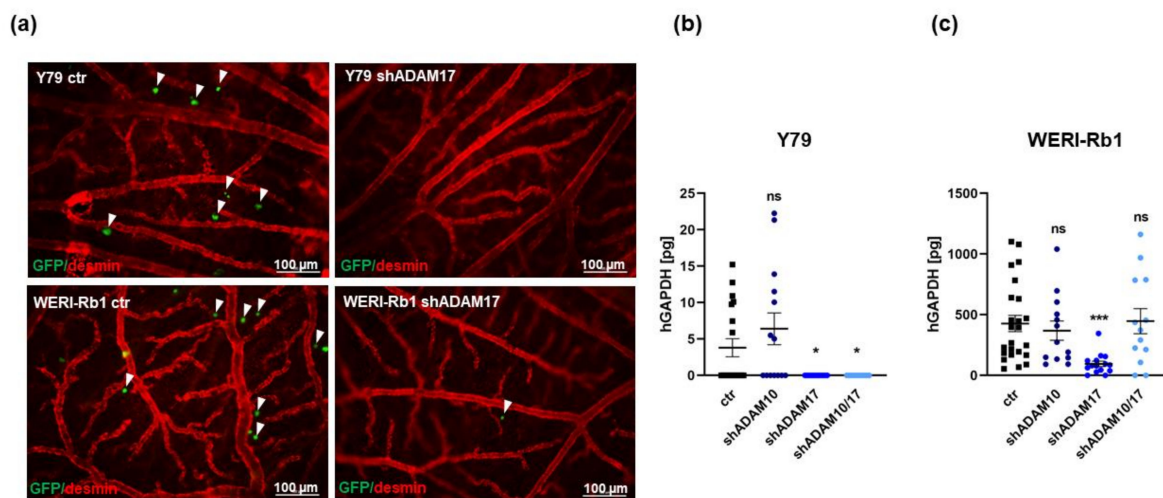 (a)
Y79 ctr
Y79 shADAM17
GFP/desmin
100 µm
GFP/desmin
100 µm
WERI-Rb1 ctr
WERI-Rb1 shADAM17
GFP/desmin
100 µm
GFP/desmin
100 µm
(b)
Y79
hGAPDH [pg]
25
20
15
10
5
0
ns
*
*
ctr
shADAM10
shADAM17
shADAM10/17
(c)
WERI-Rb1
hGAPDH [pg]
1500
1000
500
0
ns
***
ns
ctr
shADAM10
shADAM17
shADAM10/17